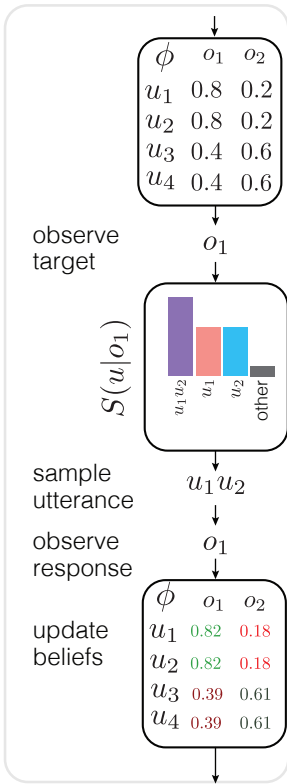 ϕ o₁ o₂
u₁ 0.8 0.2
u₂ 0.8 0.2
u₃ 0.4 0.6
u₄ 0.4 0.6
observe
target
o₁
S(u|o₁)
u₁u₂
u₁
u₂
other
sample
utterance
u₁u₂
observe
response
o₁
update
beliefs
ϕ o₁ o₂
u₁ 0.82 0.18
u₂ 0.82 0.18
u₃ 0.39 0.61
u₄ 0.39 0.61